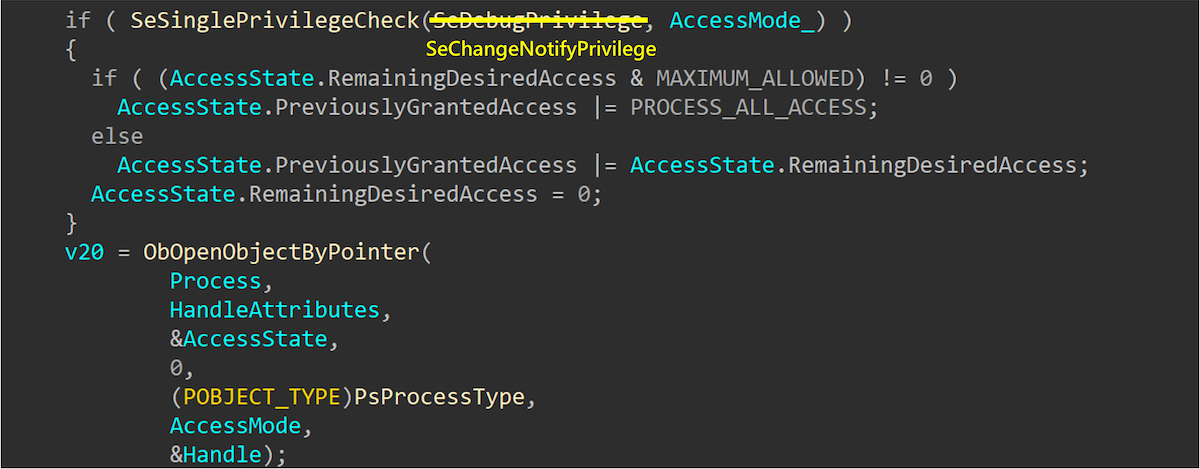 if ( SeSinglePrivilegeCheck(SeDebugPrivilege, AccessMode_) )
{
SeChangeNotifyPrivilege
if ( (AccessState.RemainingDesiredAccess & MAXIMUM_ALLOWED) != 0 )
AccessState.PreviouslyGrantedAccess |= PROCESS_ALL_ACCESS;
else
AccessState.PreviouslyGrantedAccess |= AccessState.RemainingDesiredAccess;
AccessState.RemainingDesiredAccess = 0;
}
v20 = ObOpenObjectByPointer(
Process,
HandleAttributes,
&AccessState,
0,
(POBJECT_TYPE)PsProcessType,
AccessMode,
&Handle);